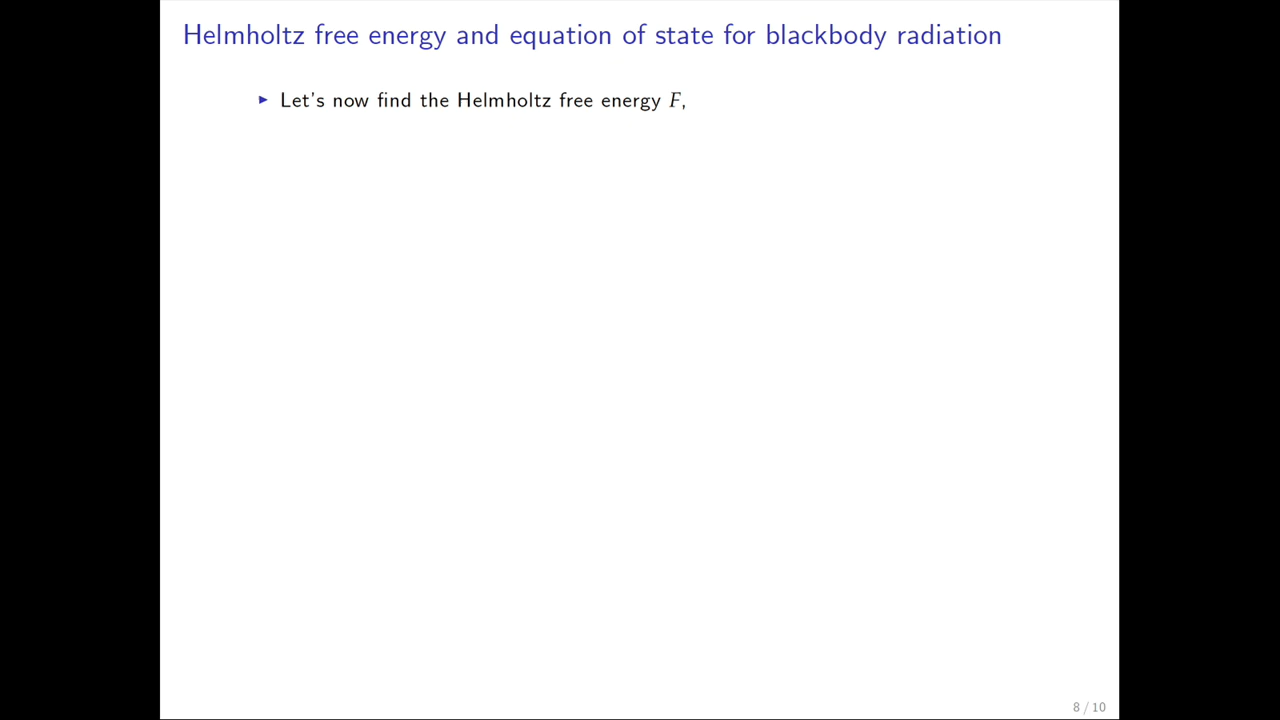 Helmholtz free energy and equation of state for blackbody radiation
▶ Let's now find the Helmholtz free energy F,
8 / 10